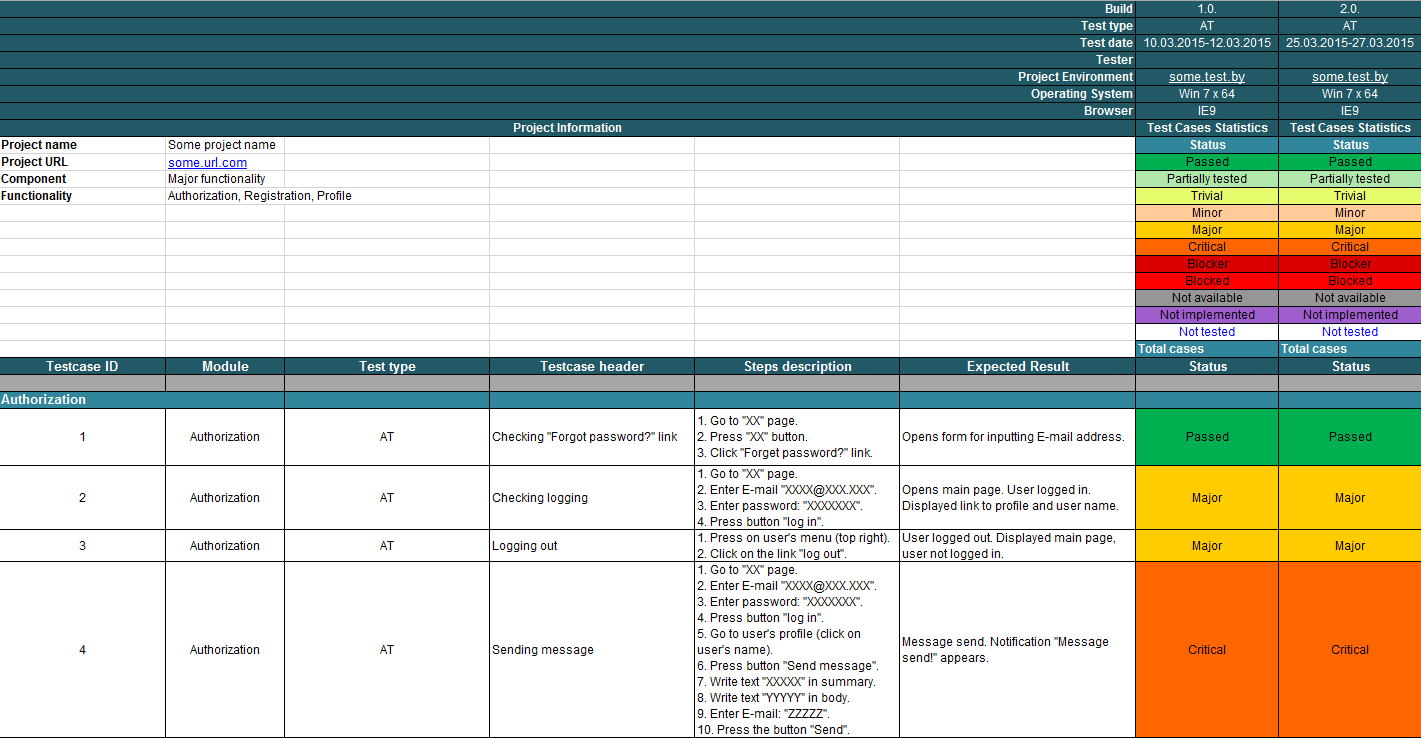 Build 1.0. 2.0.
Test type AT AT
Test date 10.03.2015-12.03.2015 25.03.2015-27.03.2015
Tester
Project Environment some.test.by some.test.by
Operating System Win 7 x 64 Win 7 x 64
Browser IE9 IE9
Project Information Test Cases Statistics Test Cases Statistics
Project name Some project name Status Status
Project URL some.url.com Passed Passed
Component Major functionality Partially tested Partially tested
Functionality Authorization, Registration, Profile Trivial Trivial
Minor Minor
Major Major
Critical Critical
Blocker Blocker
Blocked Blocked
Not available Not available
Not implemented Not implemented
Not tested Not tested
Total cases Total cases
Testcase ID Module Test type Testcase header Steps description Expected Result Status Status
Authorization
1 Authorization AT Checking "Forgot password?" link
1. Go to "XX" page.
2. Press "XX" button.
3. Click "Forget password?" link.
Opens form for inputting E-mail address.
Passed Passed
2 Authorization AT Checking logging
1. Go to "XX" page.
2. Enter E-mail "XXXX@XXX.XXX".
3. Enter password: "XXXXXXX".
4. Press button "log in".
Opens main page. User logged in.
Displayed link to profile and user name.
Major Major
3 Authorization AT Logging out
1. Press on user's menu (top right).
2. Click on the link "log out".
User logged out. Displayed main page,
user not logged in.
Major Major
4 Authorization AT Sending message
1. Go to "XX" page.
2. Enter E-mail "XXXX@XXX.XXX".
3. Enter password: "XXXXXXX".
4. Press button "log in".
5. Go to user's profile (click on
user's name).
6. Press button "Send message".
7. Write text "XXXXX" in summary.
8. Write text "YYYYY" in body.
9. Enter E-mail: "ZZZZZ".
10. Press the button "Send".
Message send. Notification "Message
send!" appears.
Critical Critical